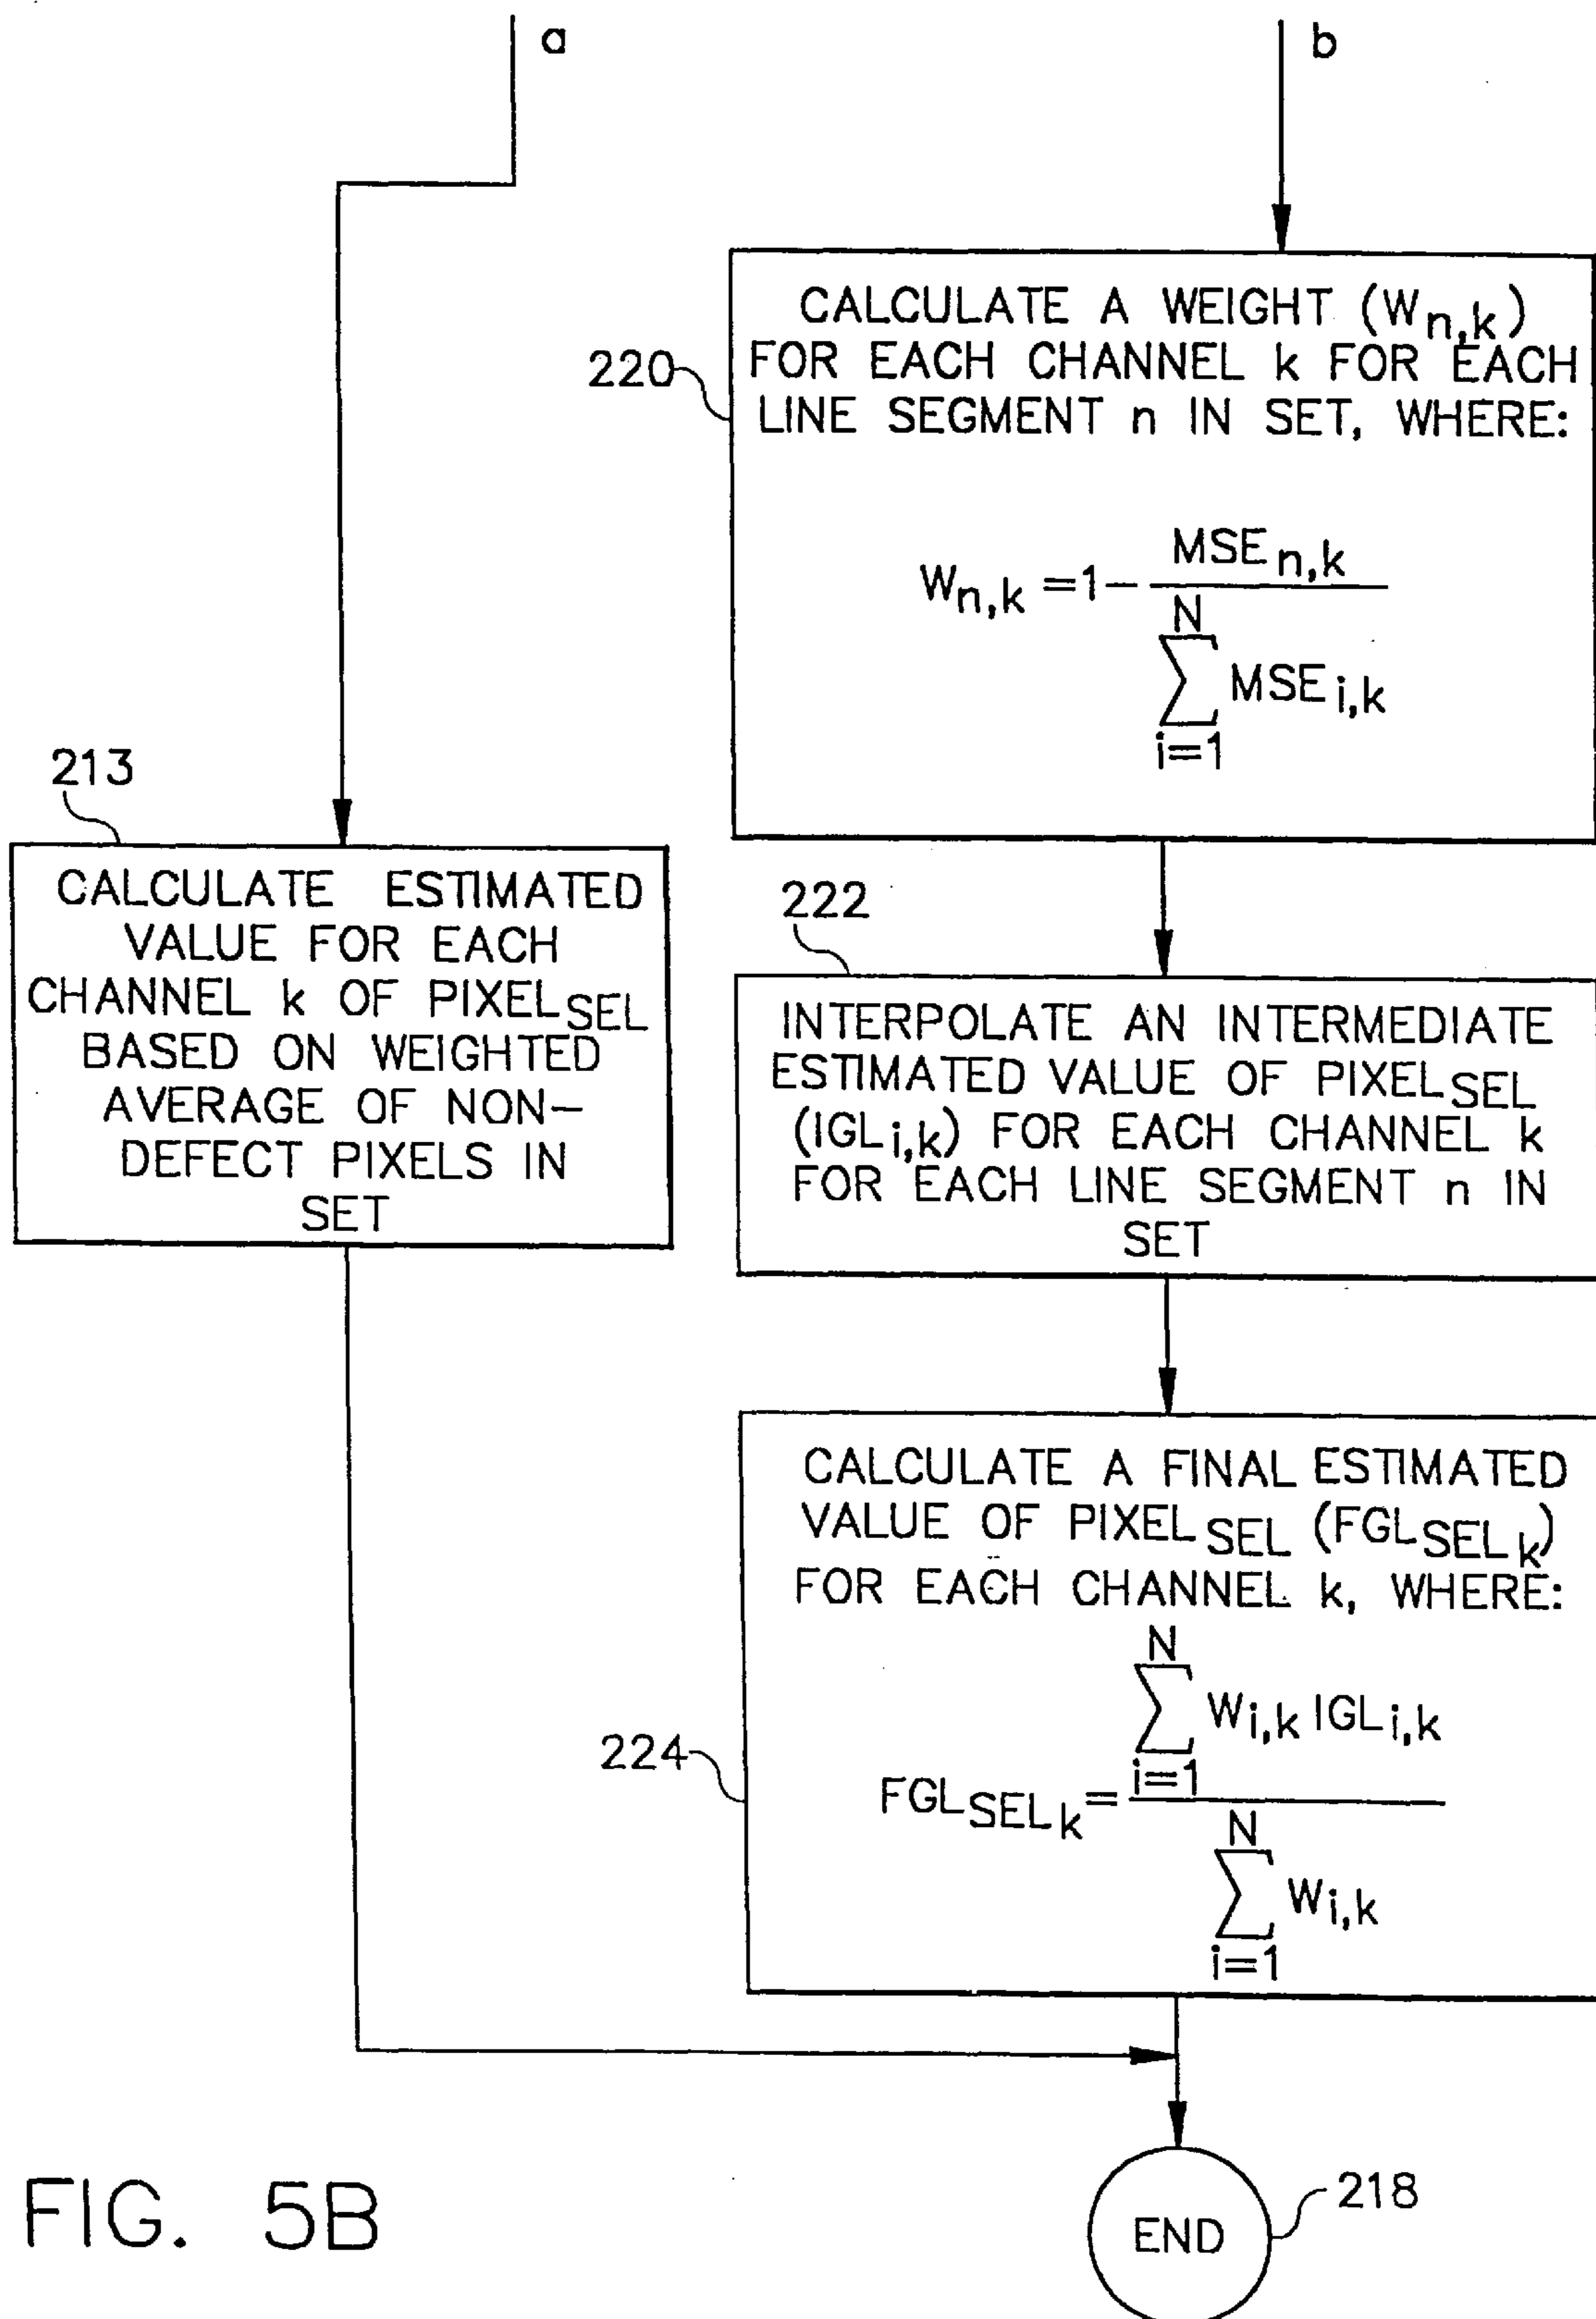 a
b
220
CALCULATE A WEIGHT (Wn,k)
FOR EACH CHANNEL k FOR EACH
LINE SEGMENT n IN SET, WHERE:
Wn,k =1− MSEn,k
N
∑ MSEi,k
i=1
213
CALCULATE ESTIMATED
VALUE FOR EACH
CHANNEL k OF PIXELSEL
BASED ON WEIGHTED
AVERAGE OF NON−
DEFECT PIXELS IN
SET
222
INTERPOLATE AN INTERMEDIATE
ESTIMATED VALUE OF PIXELSEL
(IGLi,k) FOR EACH CHANNEL k
FOR EACH LINE SEGMENT n IN
SET
224
CALCULATE A FINAL ESTIMATED
VALUE OF PIXELSEL (FGLSELk)
FOR EACH CHANNEL k, WHERE:
N
∑ Wi,k IGLi,k
i=1
FGLSELk=
N
∑ Wi,k
i=1
END
218
FIG. 5B